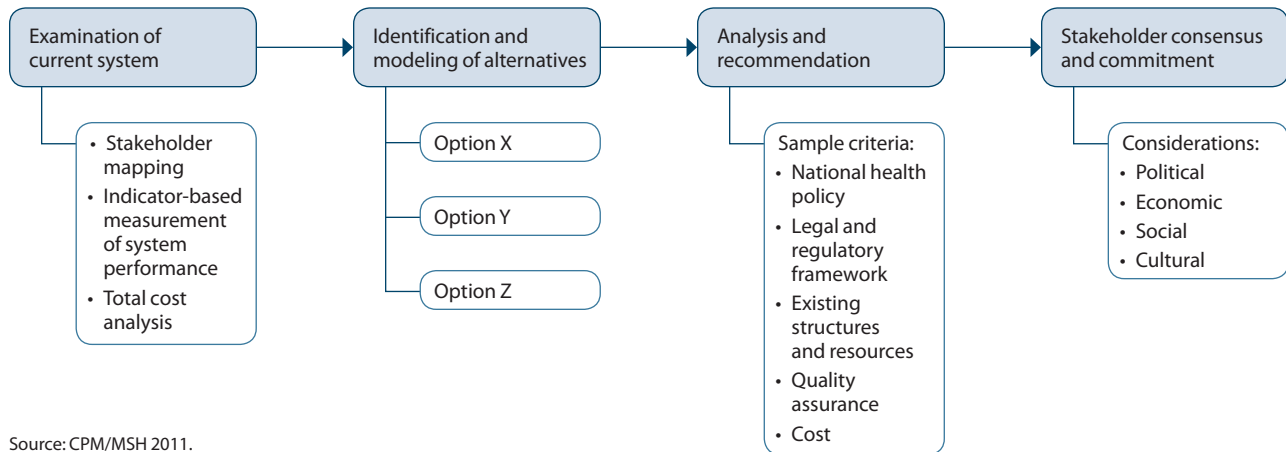 Examination of
current system
Identification and
modeling of alternatives
Analysis and
recommendation
Stakeholder consensus
and commitment
• Stakeholder
mapping
• Indicator-based
measurement
of system
performance
• Total cost
analysis
Option X
Option Y
Option Z
Sample criteria:
• National health
policy
• Legal and
regulatory
framework
• Existing
structures
and resources
• Quality
assurance
• Cost
Considerations:
• Political
• Economic
• Social
• Cultural
Source: CPM/MSH 2011.